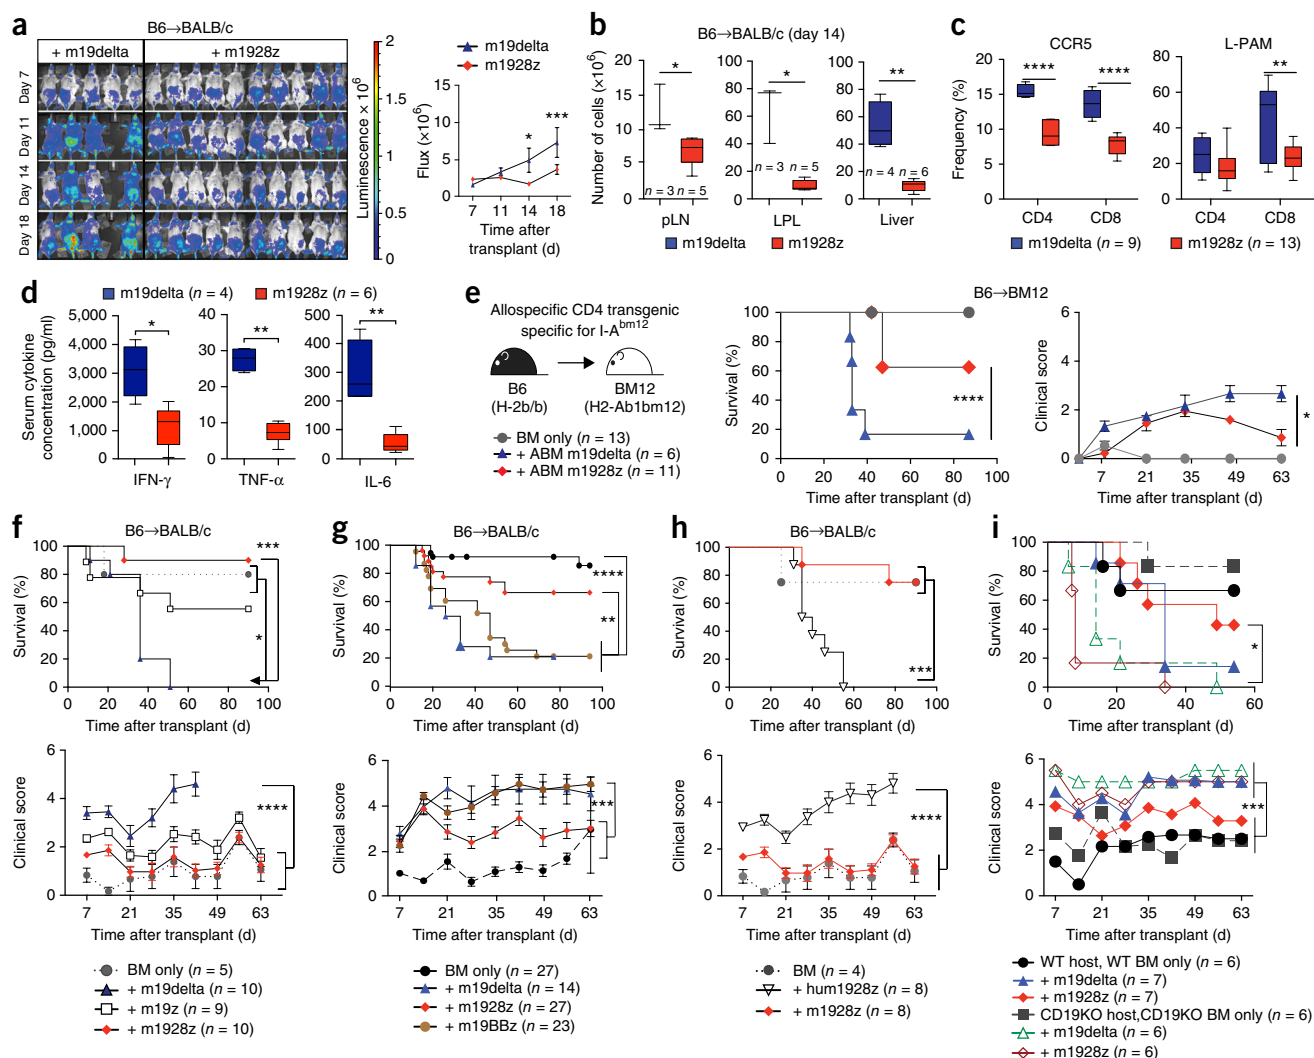 a
B6→BALB/c
+ m19delta
+ m1928z
Day 7
Day 11
Day 14
Day 18
2
1.5
1
0.5
0
Luminescence × 10⁶
m19delta
m1928z
Flux (×10⁶)
15
10
5
0
*
***
7 11 14 18
Time after
transplant (d)
b
B6→BALB/c (day 14)
Number of cells (×10⁶)
20
15
10
5
0
*
n = 3 n = 5
pLN
100
80
60
40
20
0
*
n = 3 n = 5
LPL
100
80
60
40
20
0
**
n = 4 n = 6
Liver
m19delta
m1928z
c
CCR5
Frequency (%)
20
15
10
5
0
****
****
CD4 CD8
L-PAM
80
60
40
20
0
**
CD4 CD8
m19delta (n = 9)
m1928z (n = 13)
d
m19delta (n = 4)
m1928z (n = 6)
Serum cytokine
concentration (pg/ml)
5,000
4,000
3,000
2,000
1,000
0
*
IFN-γ
40
30
20
10
0
**
TNF-α
500
400
300
200
100
0
**
IL-6
e
B6→BM12
Allospecific CD4 transgenic
specific for I-Aᵇᵐ¹²
B6
(H-2b/b)
BM12
(H2-Ab1bm12)
BM only (n = 13)
+ ABM m19delta (n = 6)
+ ABM m1928z (n = 11)
Survival (%)
100
80
60
40
20
0
****
0 20 40 60 80 100
Time after transplant (d)
Clinical score
6
4
2
0
*
7 21 35 49 63
Time after transplant (d)
f
B6→BALB/c
Survival (%)
100
80
60
40
20
0
***
*
0 20 40 60 80 100
Time after transplant (d)
Clinical score
6
4
2
0
****
7 21 35 49 63
Time after transplant (d)
BM only (n = 5)
+ m19delta (n = 10)
+ m19z (n = 9)
+ m1928z (n = 10)
g
B6→BALB/c
Survival (%)
100
80
60
40
20
0
****
**
0 20 40 60 80 100
Time after transplant (d)
Clinical score
6
4
2
0
***
7 21 35 49 63
Time after transplant (d)
BM only (n = 27)
+ m19delta (n = 14)
+ m1928z (n = 27)
+ m19BBz (n = 23)
h
B6→BALB/c
Survival (%)
100
80
60
40
20
0
***
0 20 40 60 80 100
Time after transplant (d)
Clinical score
6
4
2
0
****
7 21 35 49 63
Time after transplant (d)
BM (n = 4)
+ hum1928z (n = 8)
+ m1928z (n = 8)
i
Survival (%)
100
80
60
40
20
0
*
0 20 40 60
Time after transplant (d)
Clinical score
6
4
2
0
***
7 21 35 49 63
Time after transplant (d)
WT host, WT BM only (n = 6)
+ m19delta (n = 7)
+ m1928z (n = 7)
CD19KO host,CD19KO BM only (n = 6)
+ m19delta (n = 6)
+ m1928z (n = 6)